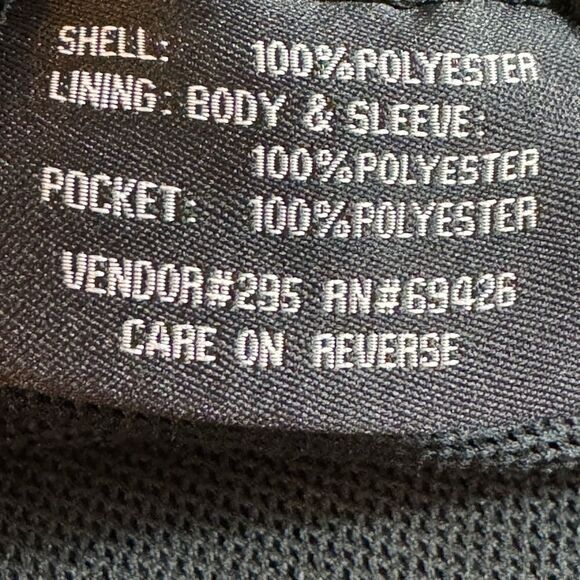 SHELL: 100%POLYESTER
LINING: BODY & SLEEVE:
100%POLYESTER
POCKET: 100%POLYESTER
VENDOR#295 RN#69426
CARE ON REVERSE